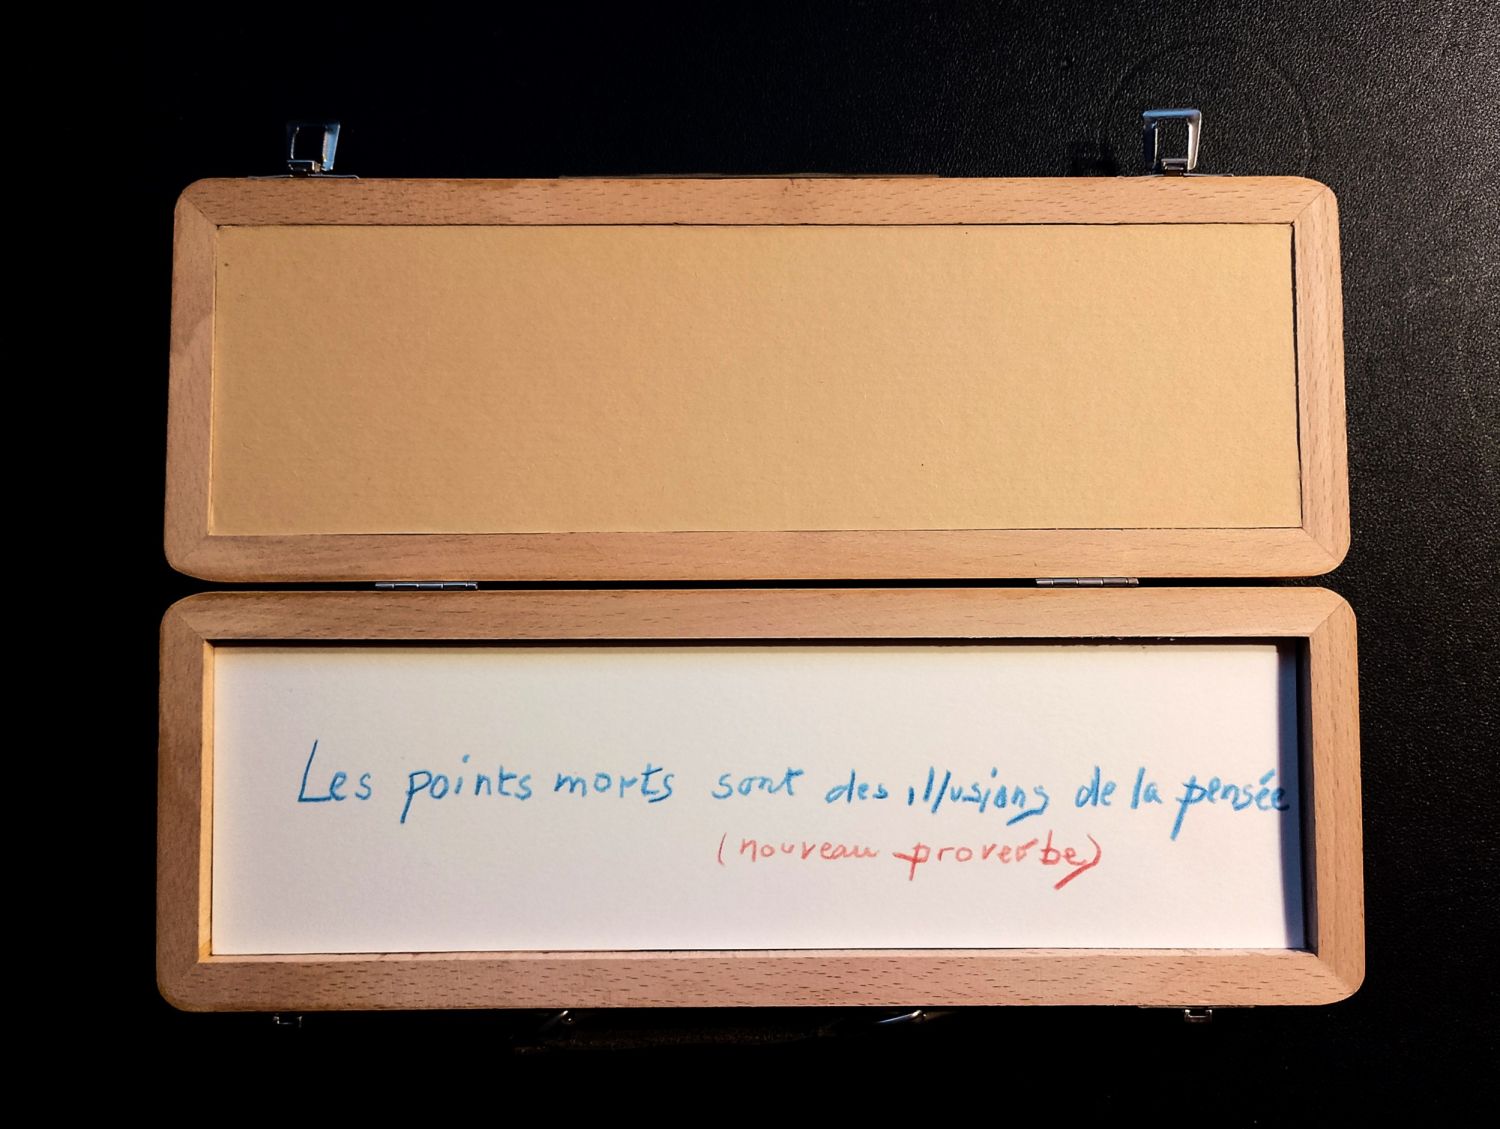 Les points morts sont des illusions de la pensée
(nouveau proverbe)